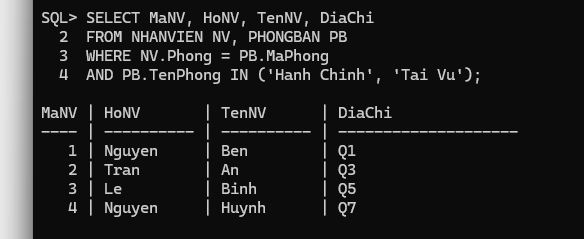 SQL> SELECT MaNV, HoNV, TenNV, DiaChi
  2  FROM NHANVIEN NV, PHONGBAN PB
  3  WHERE NV.Phong = PB.MaPhong
  4  AND PB.TenPhong IN ('Hanh Chinh', 'Tai Vu');
MaNV | HoNV       | TenNV      | DiaChi
---- | ---------- | ---------- | --------------------
   1 | Nguyen     | Ben        | Q1
   2 | Tran       | An         | Q3
   3 | Le         | Binh       | Q5
   4 | Nguyen     | Huynh      | Q7